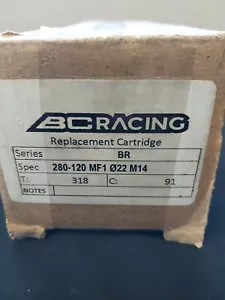 BC RACING
Replacement Cartridge
Series BR
Spec 280-120 MF1 Ø22 M14
T: 318 C: 91
NOTES